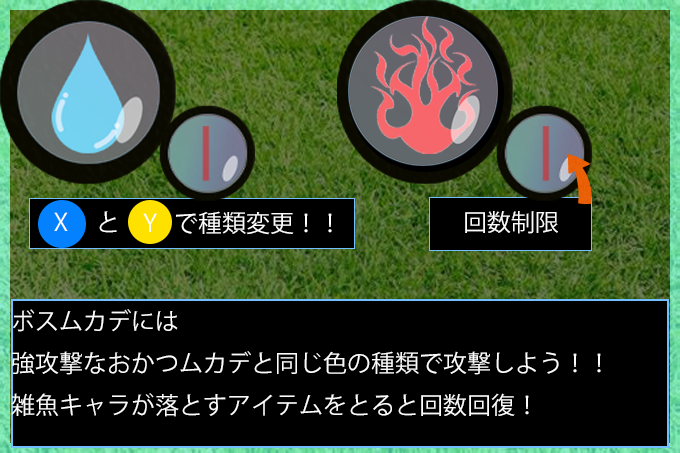 XとYで種類変更！！
回数制限
ボスムカデには
強攻撃なおかつムカデと同じ色の種類で攻撃しよう！！
雑魚キャラが落とすアイテムをとると回数回復！